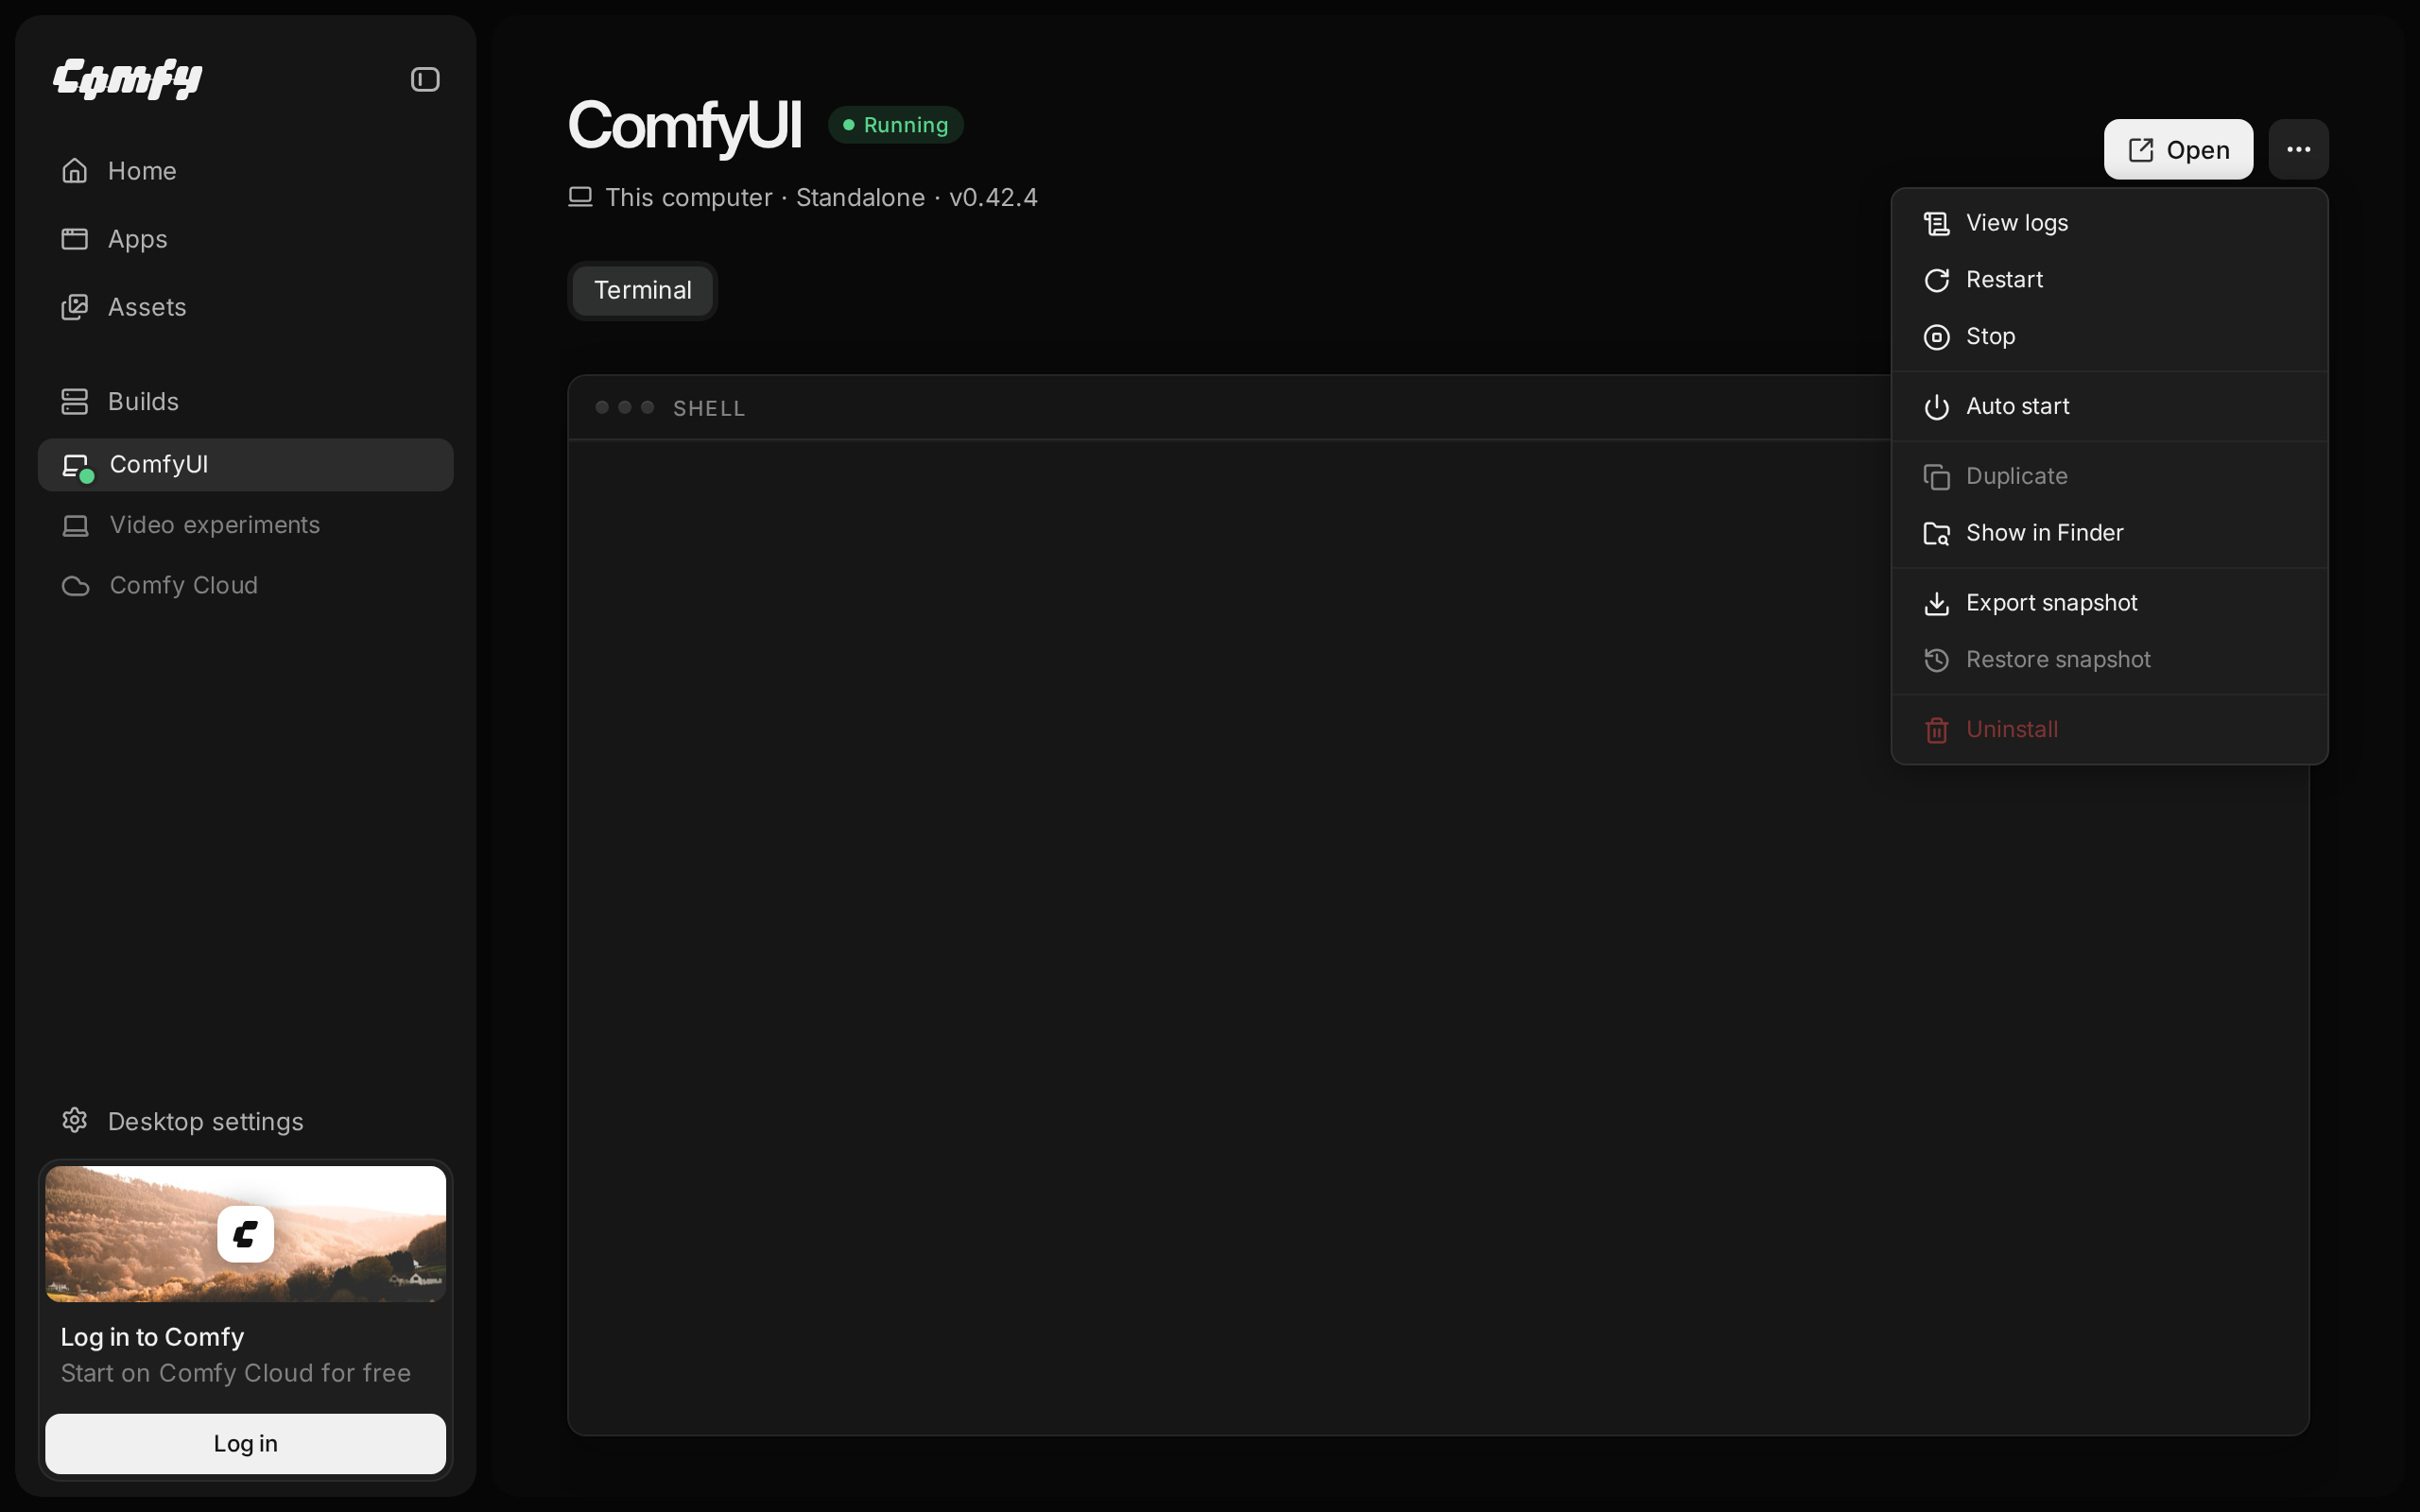 Comfy
Home
Apps
Assets
Builds
ComfyUI
Video experiments
Comfy Cloud
Desktop settings
Log in to Comfy
Start on Comfy Cloud for free
Log in
ComfyUI
Running
This computer · Standalone · v0.42.4
Open
Terminal
SHELL
View logs
Restart
Stop
Auto start
Duplicate
Show in Finder
Export snapshot
Restore snapshot
Uninstall